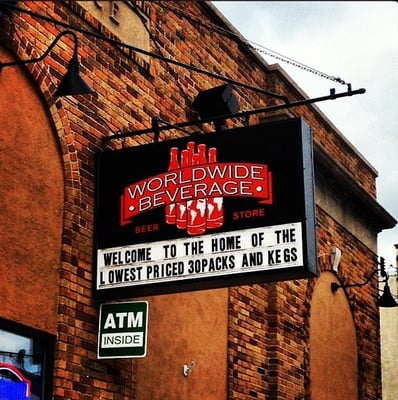 WORLDWIDE
BEVERAGE
BEER STORE
WELCOME TO THE HOME OF THE
LOWEST PRICED 30PACKS AND KEGS
ATM
INSIDE